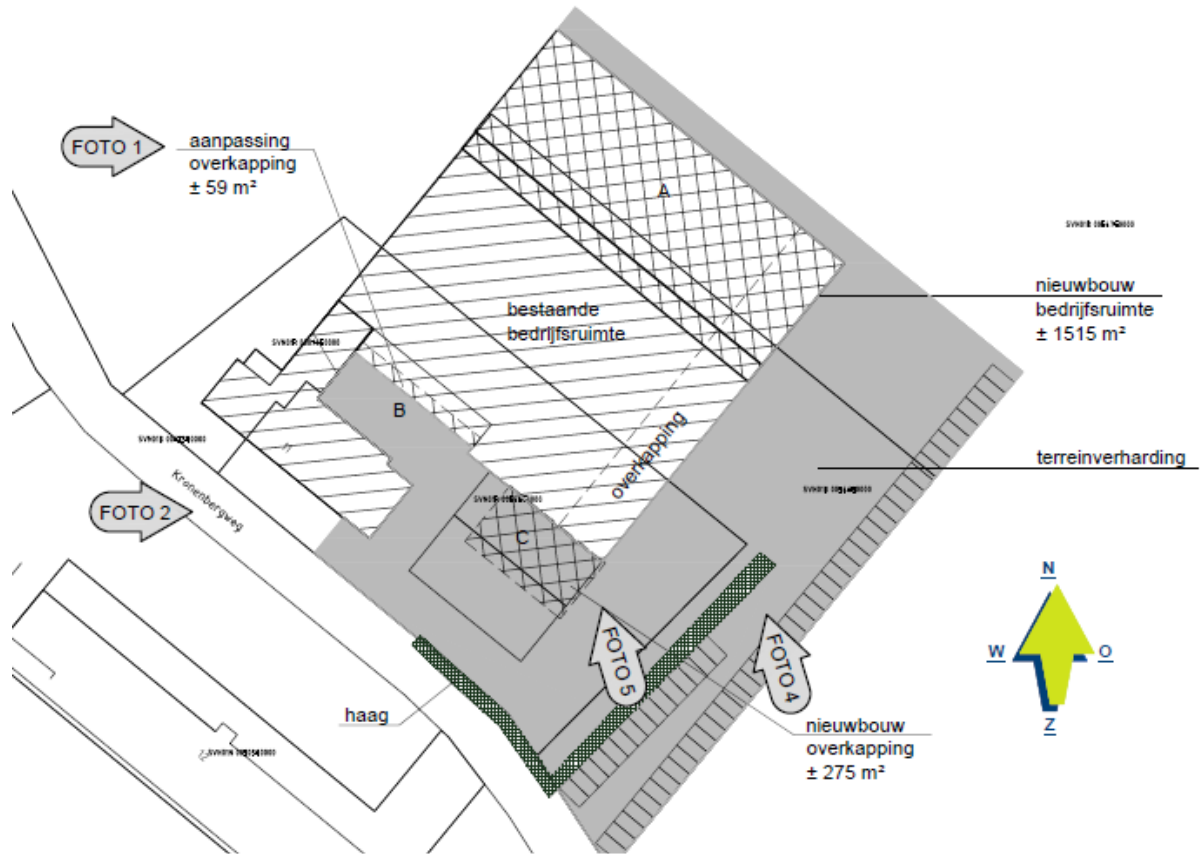 FOTO 1
aanpassing
overkapping
± 59 m²
A
nieuwbouw
bedrijfsruimte
± 1515 m²
bestaande
bedrijfsruimte
B
overkapping
terreinverharding
Kronenbergweg
FOTO 2
C
N
W
O
Z
FOTO 5
FOTO 4
haag
nieuwbouw
overkapping
± 275 m²